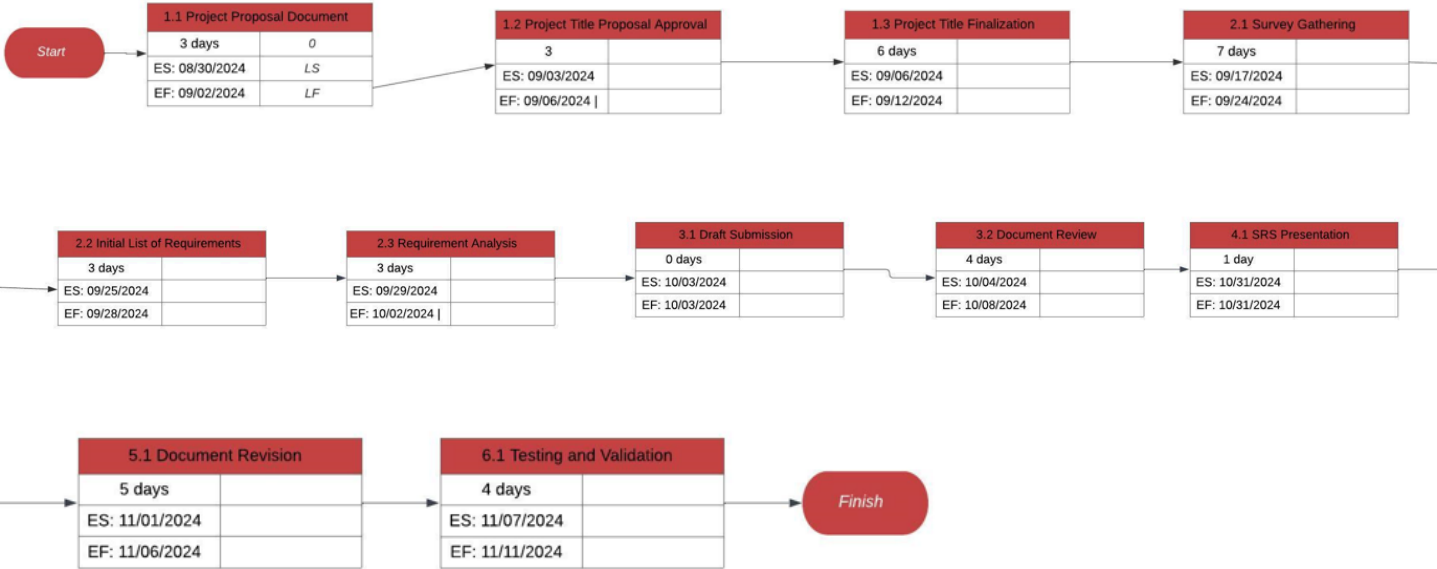 Start
1.1 Project Proposal Document
3 days 0
ES: 08/30/2024 LS
EF: 09/02/2024 LF
1.2 Project Title Proposal Approval
3
ES: 09/03/2024
EF: 09/06/2024 |
1.3 Project Title Finalization
6 days
ES: 09/06/2024
EF: 09/12/2024
2.1 Survey Gathering
7 days
ES: 09/17/2024
EF: 09/24/2024
2.2 Initial List of Requirements
3 days
ES: 09/25/2024
EF: 09/28/2024
2.3 Requirement Analysis
3 days
ES: 09/29/2024
EF: 10/02/2024 |
3.1 Draft Submission
0 days
ES: 10/03/2024
EF: 10/03/2024
3.2 Document Review
4 days
ES: 10/04/2024
EF: 10/08/2024
4.1 SRS Presentation
1 day
ES: 10/31/2024
EF: 10/31/2024
5.1 Document Revision
5 days
ES: 11/01/2024
EF: 11/06/2024
6.1 Testing and Validation
4 days
ES: 11/07/2024
EF: 11/11/2024
Finish